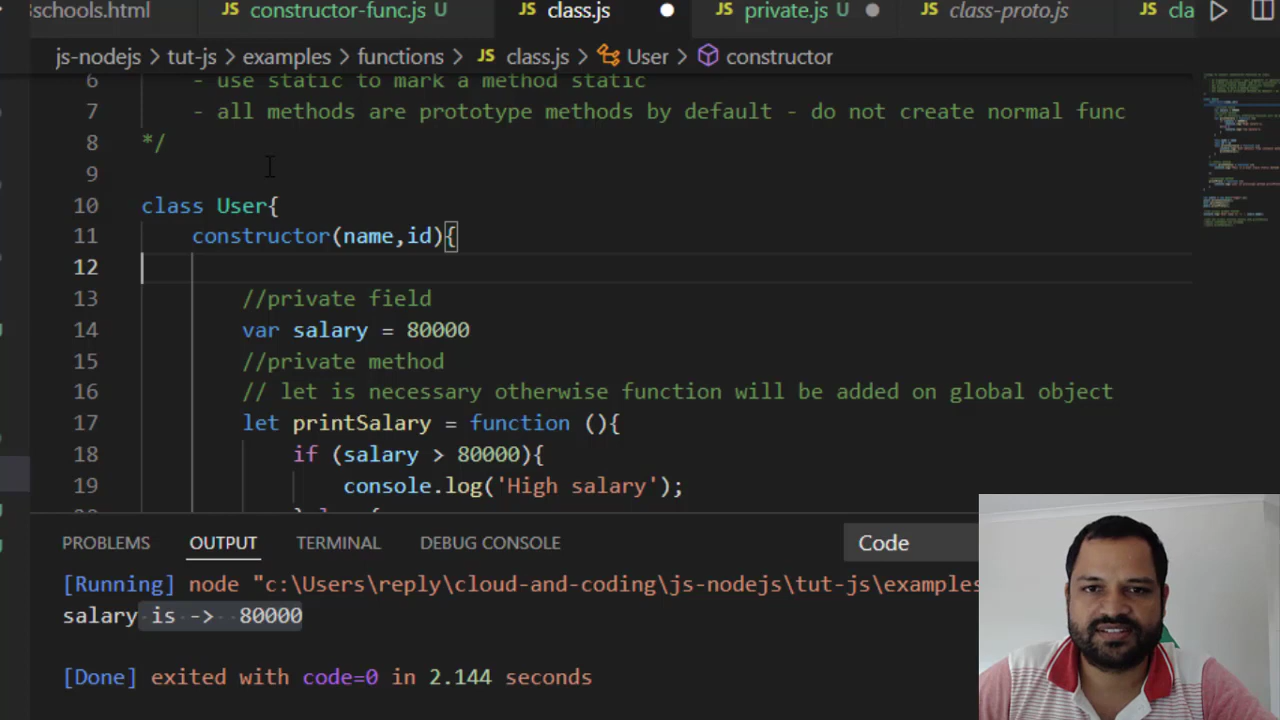 schools.html
JS constructor-func.js U
JS class.js
JS private.js U
JS class-proto.js
JS cla
js-nodejs > tut-js > examples > functions > JS class.js > User > constructor
6 - use static to mark a method static
7 - all methods are prototype methods by default - do not create normal func
8 */
9
10 class User{
11 constructor(name,id){
12
13 //private field
14 var salary = 80000
15 //private method
16 // let is necessary otherwise function will be added on global object
17 let printSalary = function (){
18 if (salary > 80000){
19 console.log('High salary');
PROBLEMS OUTPUT TERMINAL DEBUG CONSOLE Code
[Running] node "c:\Users\reply\cloud-and-coding\js-nodejs\tut-js\examples
salary is -> 80000
[Done] exited with code=0 in 2.144 seconds